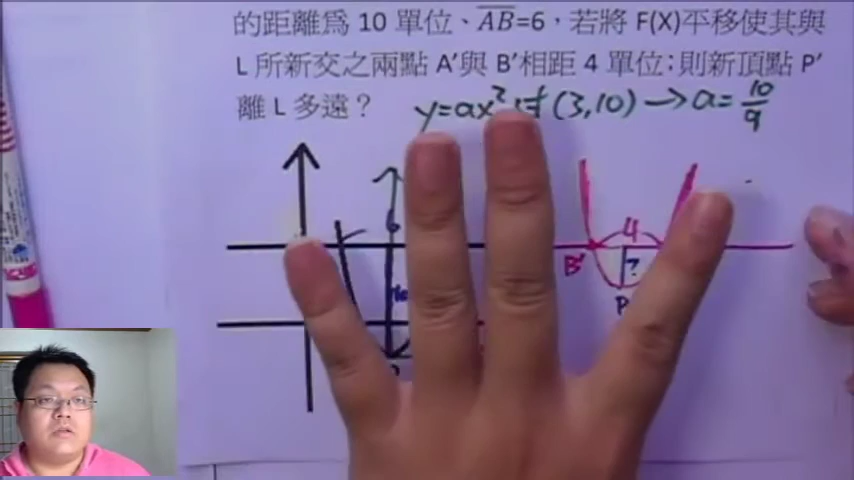 的距離為 10 單位、AB=6，若將 F(X)平移使其與
L 所新交之兩點 A′與 B′相距 4 單位：則新頂點 P′
離 L 多遠？ y=ax² 代 (3,10) → a= 10/9
6 4
B′ ?
10 P